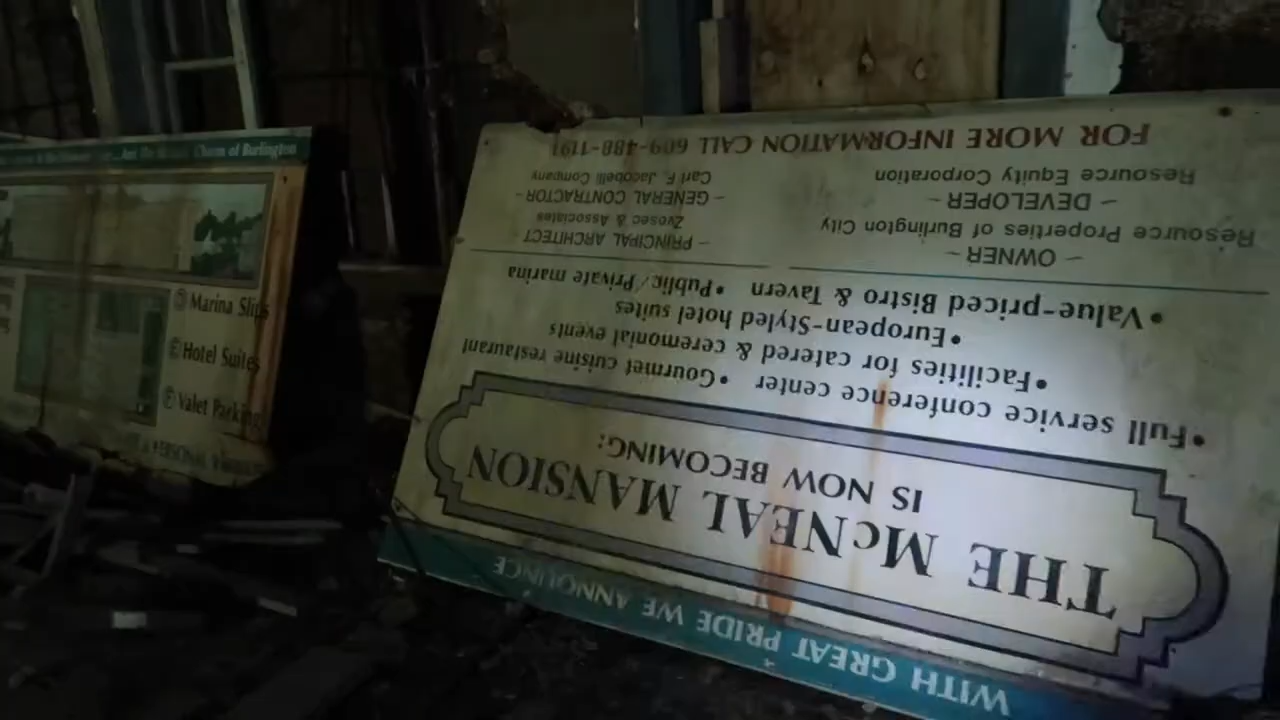 WITH GREAT PRIDE WE ANNOUNCE
THE McNEAL MANSION
IS NOW BECOMING:
•Full service conference center •Gourmet cuisine restaurant
•Facilities for catered & ceremonial events
•European-Styled hotel suites
•Value-priced Bistro & Tavern •Public/Private marina
- OWNER -
Resource Properties of Burlington City
- DEVELOPER -
Resource Equity Corporation
- PRINCIPAL ARCHITECT -
Zvosec & Associates
- GENERAL CONTRACTOR -
Carl F. Jacobelli Company
FOR MORE INFORMATION CALL 609-488-1191
Charm of Burlington
Marina Slips
Hotel Suites
Valet Parking
PERSONAL